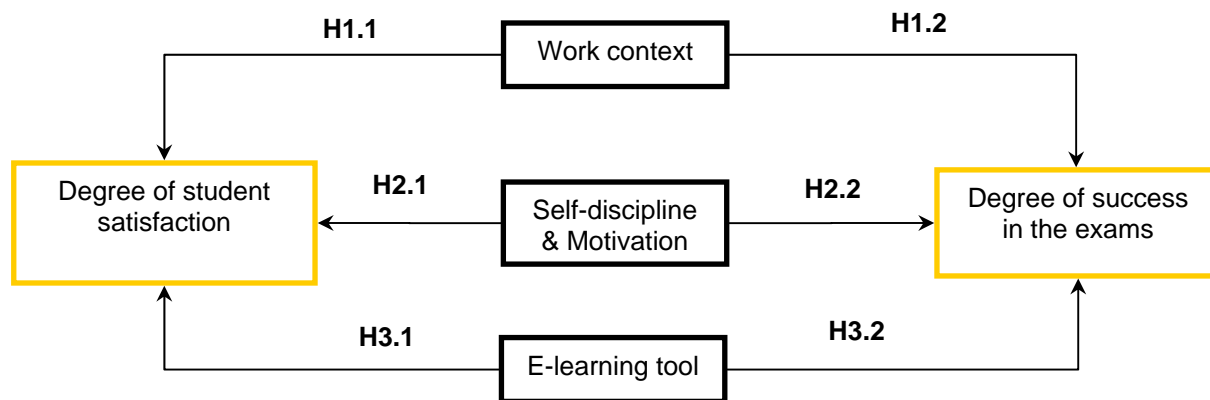 H1.1
Work context
H1.2
Degree of student
satisfaction
H2.1
Self-discipline
& Motivation
H2.2
Degree of success
in the exams
H3.1
E-learning tool
H3.2